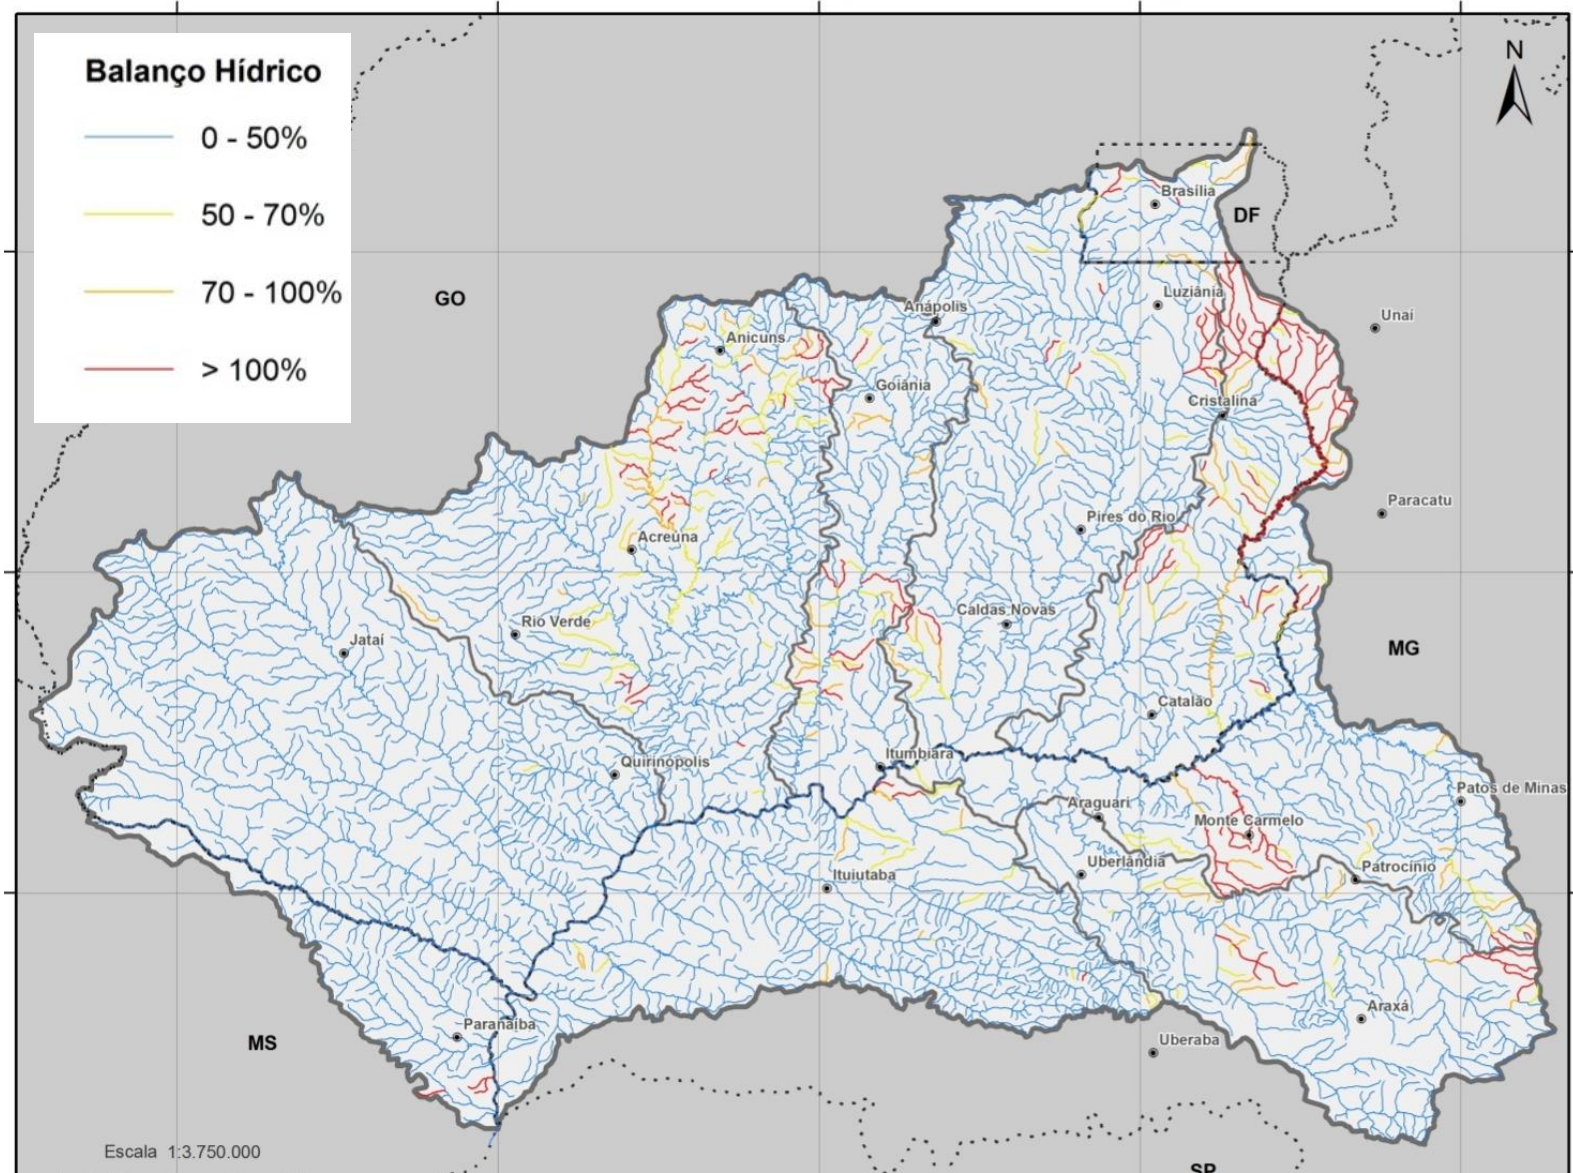 Balanço Hídrico
0 - 50%
50 - 70%
70 - 100%
> 100%
N
Brasília
DF
GO
Luziânia
Anápolis
Unaí
Anicuns
Goiânia
Cristalina
Paracatu
Pires do Rio
Acreúna
Caldas Novas
Rio Verde
Jataí
MG
Catalão
Itumbiara
Quirinópolis
Patos de Minas
Araguari
Monte Carmelo
Uberlândia
Patrocínio
Ituiutaba
Araxá
Paranaíba
MS
Uberaba
Escala 1:3.750.000
SP